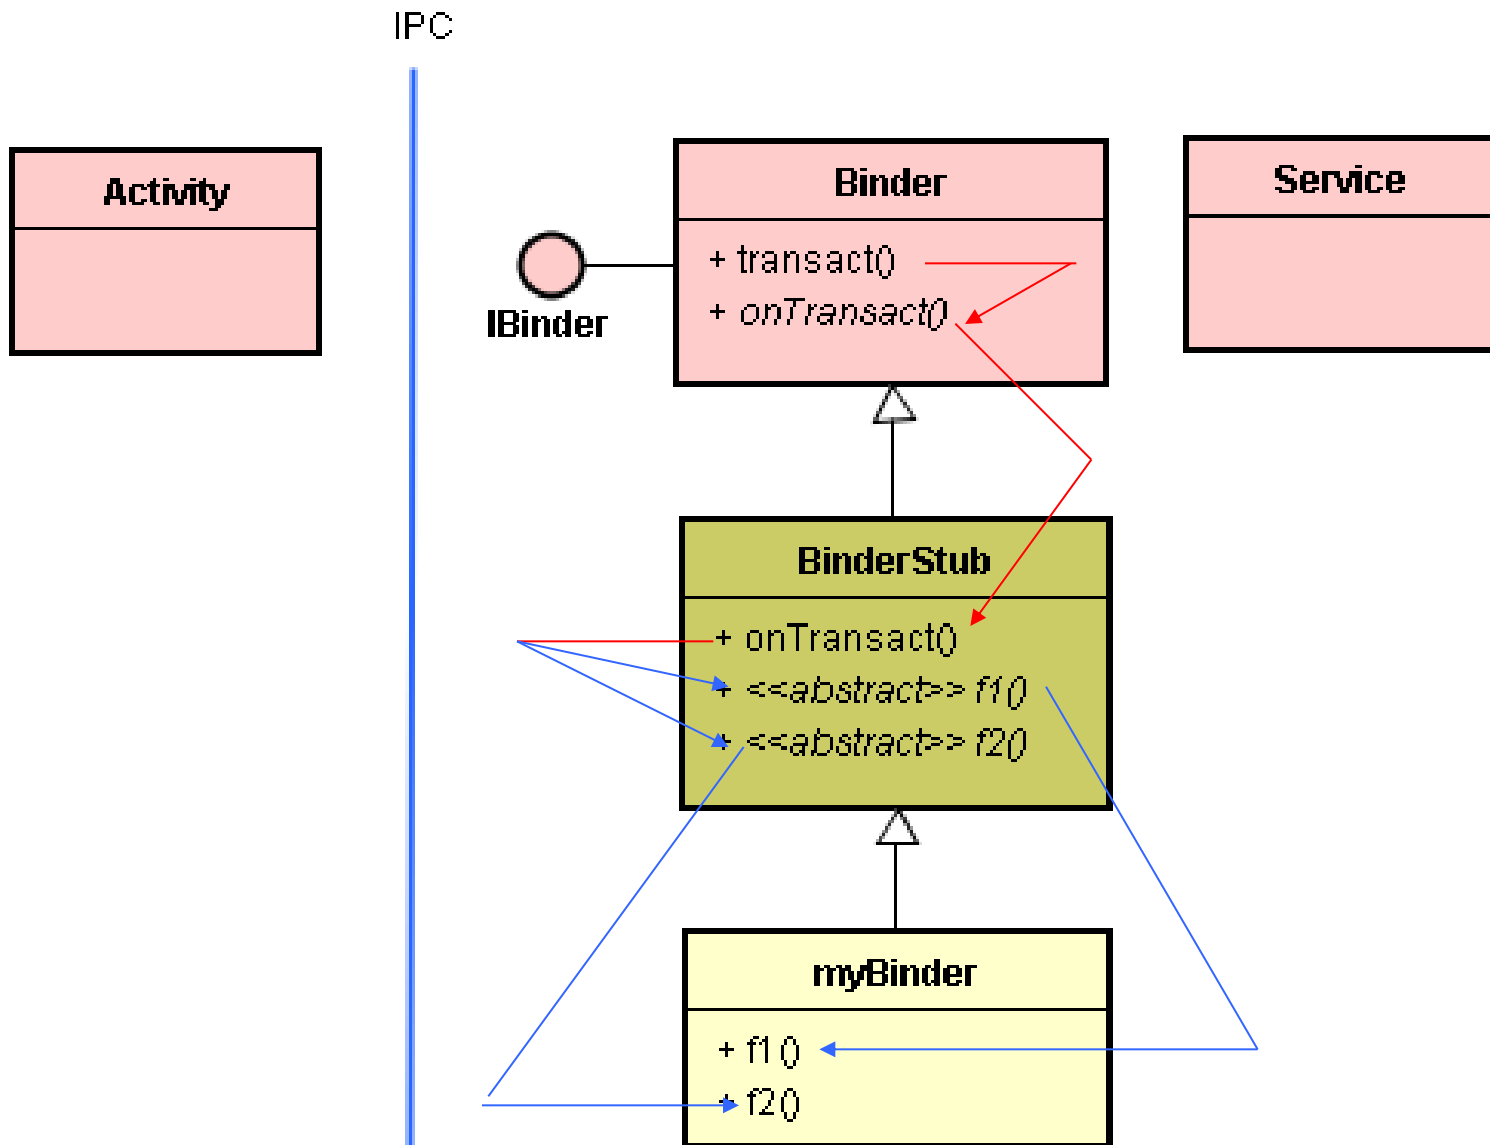 IPC
Activity
Binder
+ transact()
+ onTransact()
IBinder
Service
BinderStub
+ onTransact()
+ <<abstract>> f1()
+ <<abstract>> f2()
myBinder
+ f1()
+ f2()